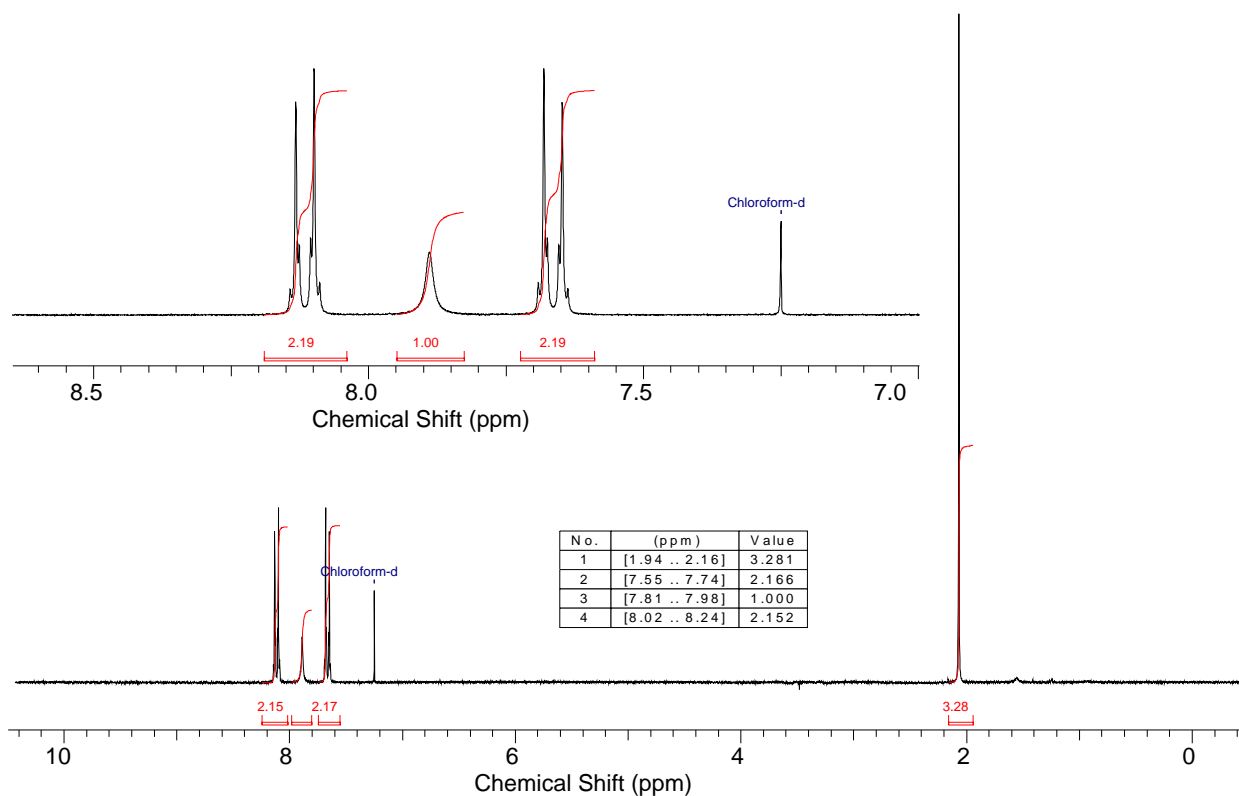 Chloroform-d
2.19 1.00 2.19
8.5 8.0 7.5 7.0
Chemical Shift (ppm)
No. (ppm) Value
1 [1.94 .. 2.16] 3.281
2 [7.55 .. 7.74] 2.166
3 [7.81 .. 7.98] 1.000
4 [8.02 .. 8.24] 2.152
Chloroform-d
2.15 2.17 3.28
10 8 6 4 2 0
Chemical Shift (ppm)